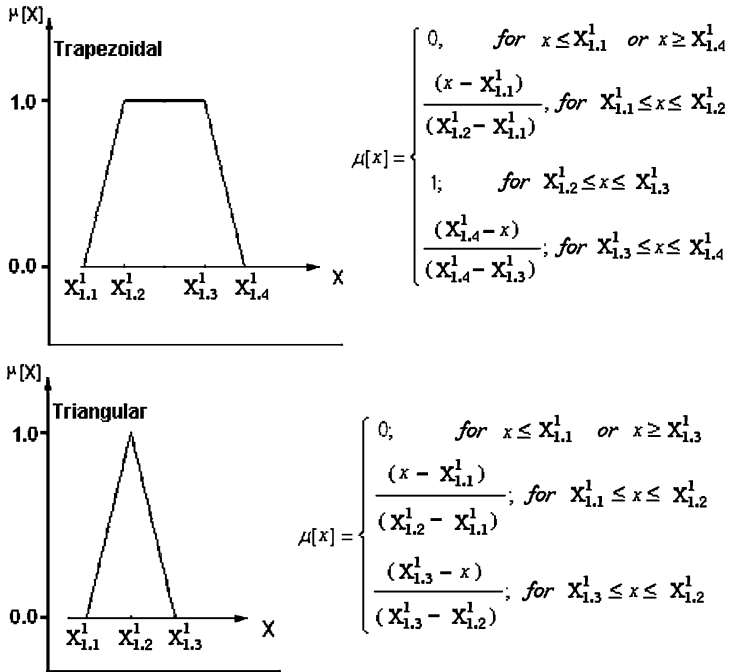 μ[X]
Trapezoidal
1.0
0.0
X¹₁.₁ X¹₁.₂ X¹₁.₃ X¹₁.₄ X
μ[x] =
0, for x ≤ X¹₁.₁ or x ≥ X¹₁.₄
(x − X¹₁.₁) / (X¹₁.₂ − X¹₁.₁), for X¹₁.₁ ≤ x ≤ X¹₁.₂
1; for X¹₁.₂ ≤ x ≤ X¹₁.₃
(X¹₁.₄ − x) / (X¹₁.₄ − X¹₁.₃); for X¹₁.₃ ≤ x ≤ X¹₁.₄
μ[X]
Triangular
1.0
0.0
X¹₁.₁ X¹₁.₂ X¹₁.₃ X
μ[x] =
0; for x ≤ X¹₁.₁ or x ≥ X¹₁.₃
(x − X¹₁.₁) / (X¹₁.₂ − X¹₁.₁); for X¹₁.₁ ≤ x ≤ X¹₁.₂
(X¹₁.₃ − x) / (X¹₁.₃ − X¹₁.₂); for X¹₁.₃ ≤ x ≤ X¹₁.₂